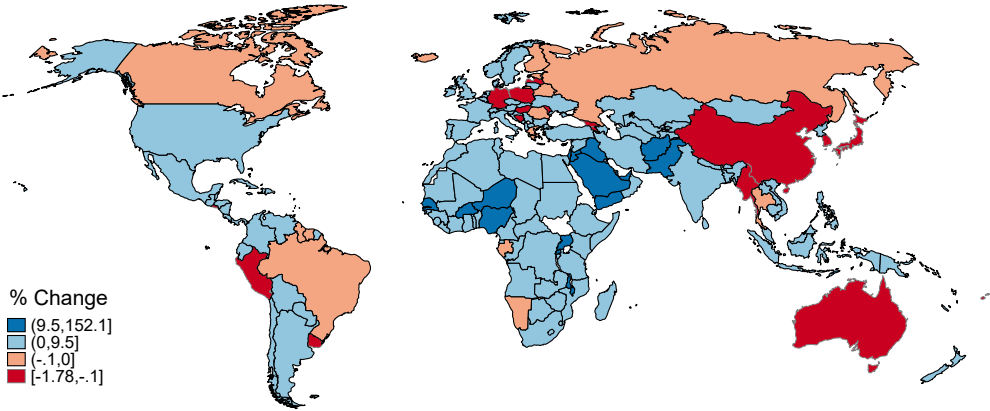 % Change
(9.5,152.1]
(0,9.5]
(-.1,0]
[-1.78,-.1]